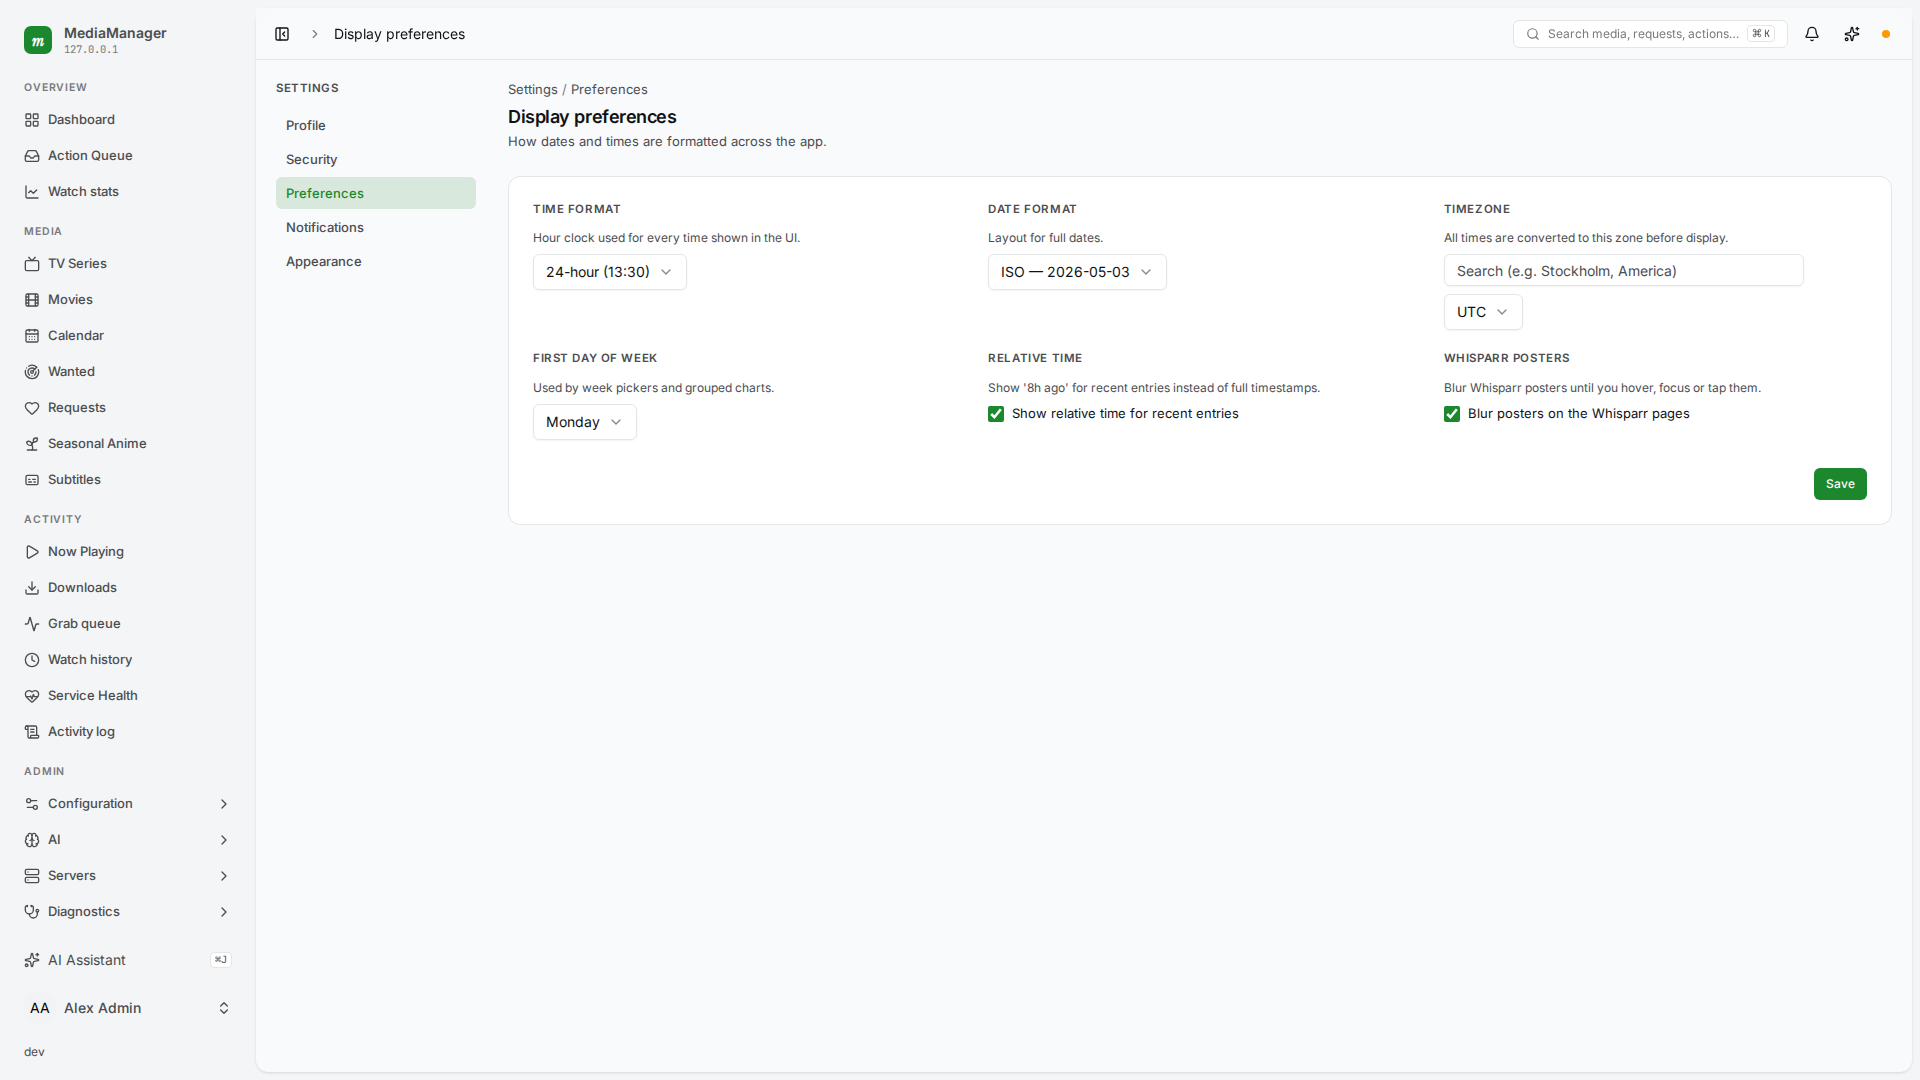 m
MediaManager
127.0.0.1
OVERVIEW
Dashboard
Action Queue
Watch stats
MEDIA
TV Series
Movies
Calendar
Wanted
Requests
Seasonal Anime
Subtitles
ACTIVITY
Now Playing
Downloads
Grab queue
Watch history
Service Health
Activity log
ADMIN
Configuration
AI
Servers
Diagnostics
AI Assistant
⌘J
AA Alex Admin
dev
Display preferences
Search media, requests, actions... ⌘K
SETTINGS
Profile
Security
Preferences
Notifications
Appearance
Settings / Preferences
Display preferences
How dates and times are formatted across the app.
TIME FORMAT
Hour clock used for every time shown in the UI.
24-hour (13:30)
DATE FORMAT
Layout for full dates.
ISO — 2026-05-03
TIMEZONE
All times are converted to this zone before display.
Search (e.g. Stockholm, America)
UTC
FIRST DAY OF WEEK
Used by week pickers and grouped charts.
Monday
RELATIVE TIME
Show '8h ago' for recent entries instead of full timestamps.
Show relative time for recent entries
WHISPARR POSTERS
Blur Whisparr posters until you hover, focus or tap them.
Blur posters on the Whisparr pages
Save